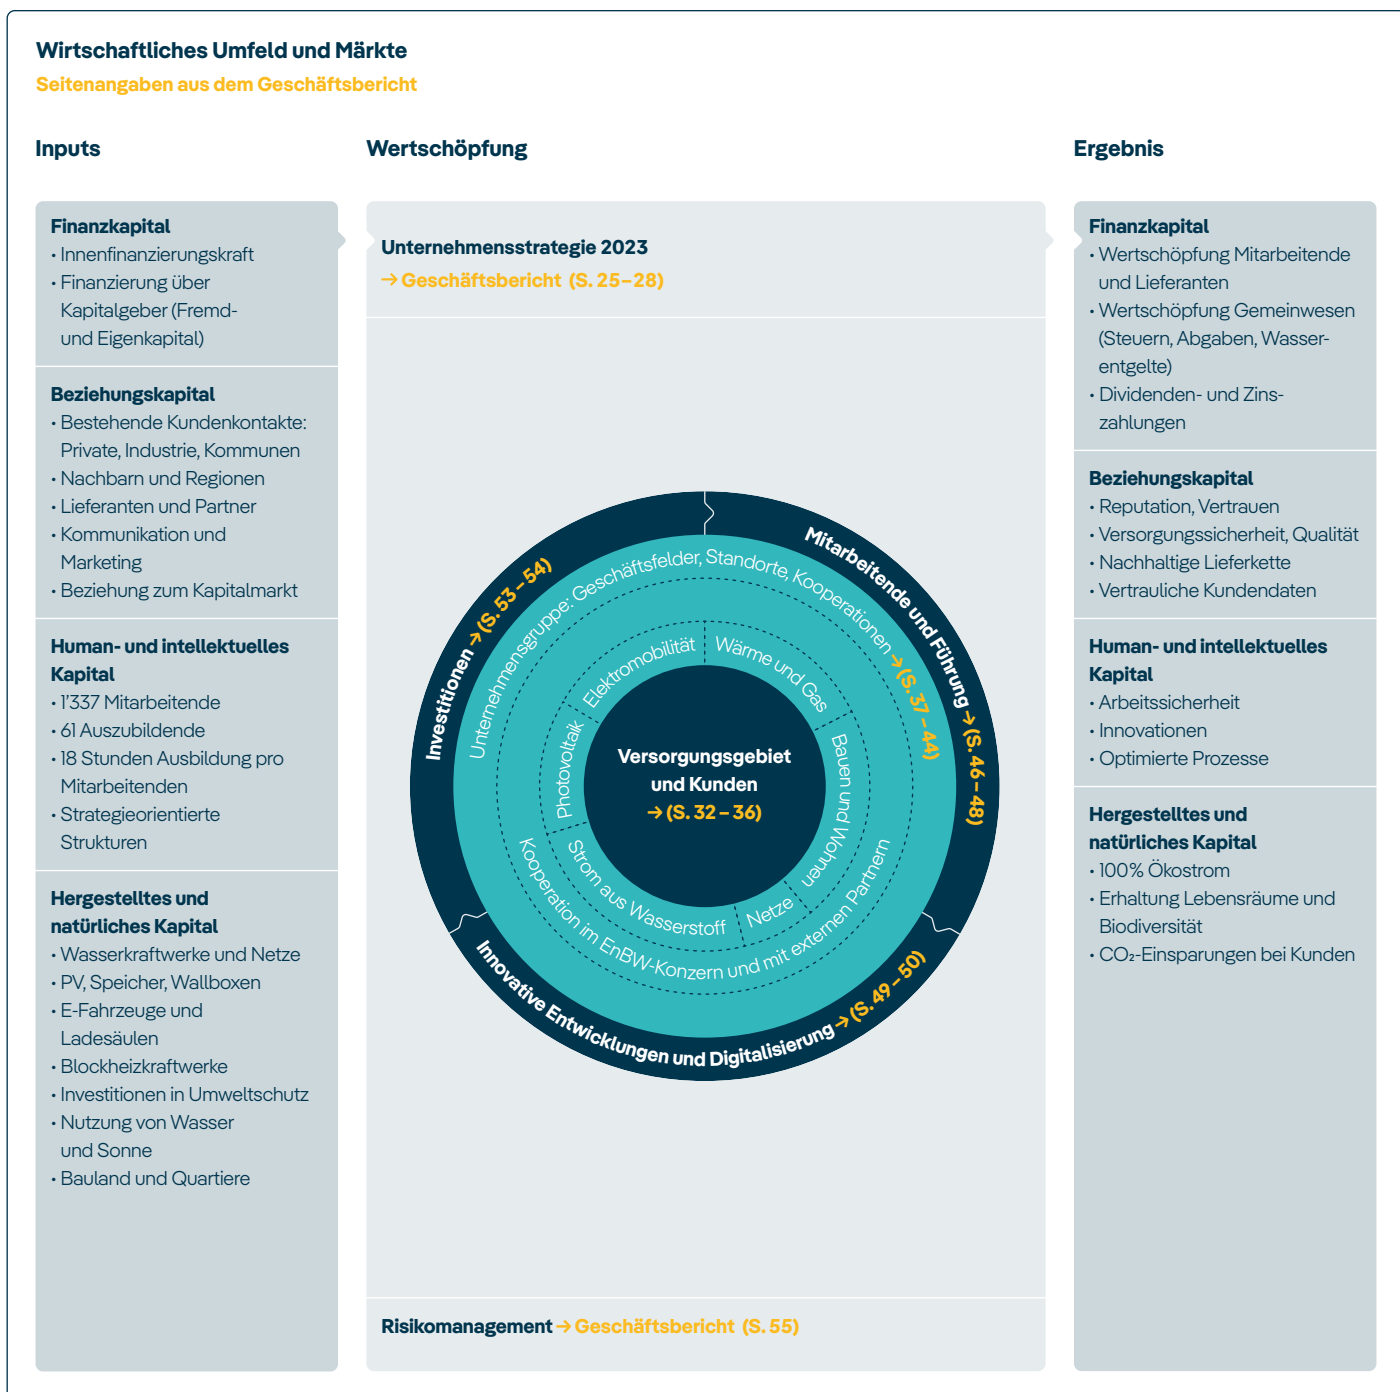 Wirtschaftliches Umfeld und Märkte
Seitenangaben aus dem Geschäftsbericht
Inputs
Finanzkapital
· Innenfinanzierungskraft
· Finanzierung über
Kapitalgeber (Fremd-
und Eigenkapital)
Beziehungskapital
· Bestehende Kundenkontakte:
Private, Industrie, Kommunen
· Nachbarn und Regionen
· Lieferanten und Partner
· Kommunikation und
Marketing
· Beziehung zum Kapitalmarkt
Human- und intellektuelles
Kapital
· 1'337 Mitarbeitende
· 61 Auszubildende
· 18 Stunden Ausbildung pro
Mitarbeitenden
· Strategieorientierte
Strukturen
Hergestelltes und
natürliches Kapital
· Wasserkraftwerke und Netze
· PV, Speicher, Wallboxen
· E-Fahrzeuge und
Ladesäulen
· Blockheizkraftwerke
· Investitionen in Umweltschutz
· Nutzung von Wasser
und Sonne
· Bauland und Quartiere
Wertschöpfung
Unternehmensstrategie 2023
→ Geschäftsbericht (S. 25–28)
Investitionen → (S. 53 – 54)
Mitarbeitende und Führung → (S. 46 – 48)
Innovative Entwicklungen und Digitalisierung → (S. 49 – 50)
Unternehmensgruppe: Geschäftsfelder, Standorte, Kooperationen → (S. 37 – 44)
Kooperation im EnBW-Konzern und mit externen Partnern
Elektromobilität
Wärme und Gas
Bauen und Wohnen
Netze
Strom aus Wasserstoff
Photovoltaik
Versorgungsgebiet
und Kunden
→ (S. 32 – 36)
Risikomanagement → Geschäftsbericht (S. 55)
Ergebnis
Finanzkapital
· Wertschöpfung Mitarbeitende
und Lieferanten
· Wertschöpfung Gemeinwesen
(Steuern, Abgaben, Wasser-
entgelte)
· Dividenden- und Zins-
zahlungen
Beziehungskapital
· Reputation, Vertrauen
· Versorgungssicherheit, Qualität
· Nachhaltige Lieferkette
· Vertrauliche Kundendaten
Human- und intellektuelles
Kapital
· Arbeitssicherheit
· Innovationen
· Optimierte Prozesse
Hergestelltes und
natürliches Kapital
· 100% Ökostrom
· Erhaltung Lebensräume und
Biodiversität
· CO₂-Einsparungen bei Kunden